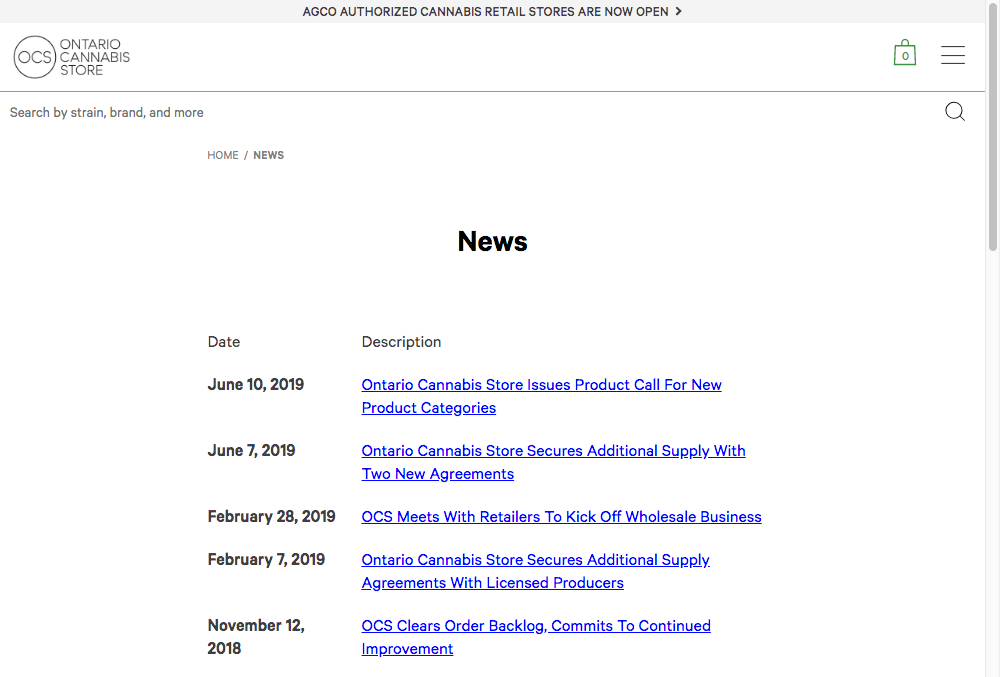 AGCO AUTHORIZED CANNABIS RETAIL STORES ARE NOW OPEN
OCS ONTARIO
CANNABIS
STORE
0
Search by strain, brand, and more
HOME / NEWS
News
Date Description
June 10, 2019 Ontario Cannabis Store Issues Product Call For New
Product Categories
June 7, 2019 Ontario Cannabis Store Secures Additional Supply With
Two New Agreements
February 28, 2019 OCS Meets With Retailers To Kick Off Wholesale Business
February 7, 2019 Ontario Cannabis Store Secures Additional Supply
Agreements With Licensed Producers
November 12, OCS Clears Order Backlog, Commits To Continued
2018 Improvement